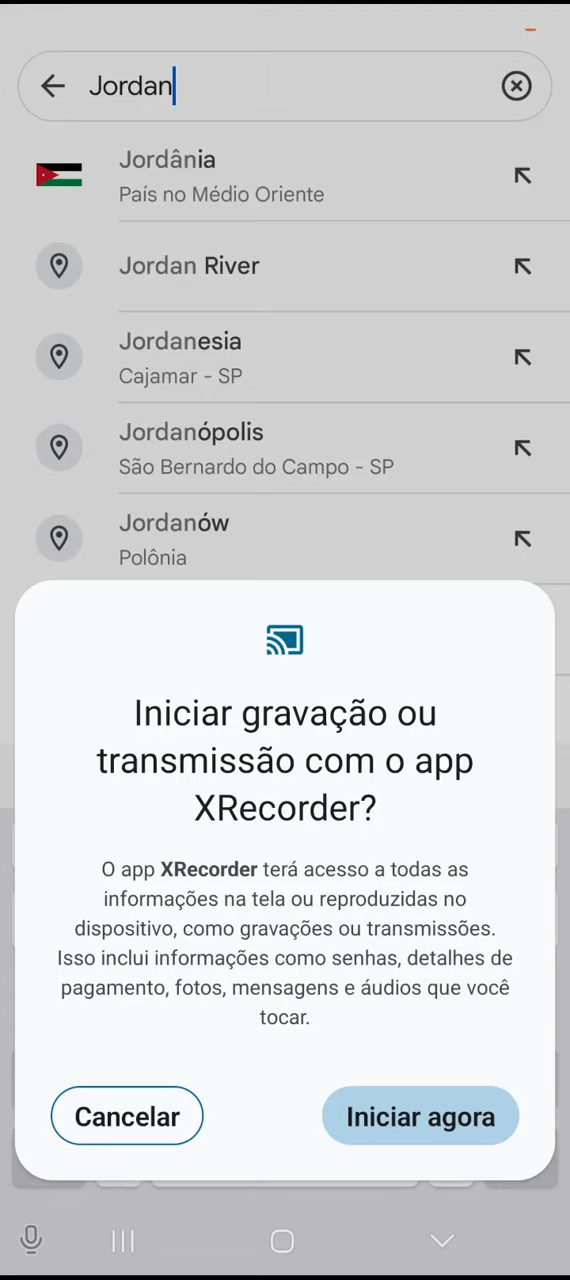 Jordan
Jordânia
País no Médio Oriente
Jordan River
Jordanesia
Cajamar - SP
Jordanópolis
São Bernardo do Campo - SP
Jordanów
Polônia
Iniciar gravação ou
transmissão com o app
XRecorder?
O app XRecorder terá acesso a todas as
informações na tela ou reproduzidas no
dispositivo, como gravações ou transmissões.
Isso inclui informações como senhas, detalhes de
pagamento, fotos, mensagens e áudios que você
tocar.
Cancelar
Iniciar agora